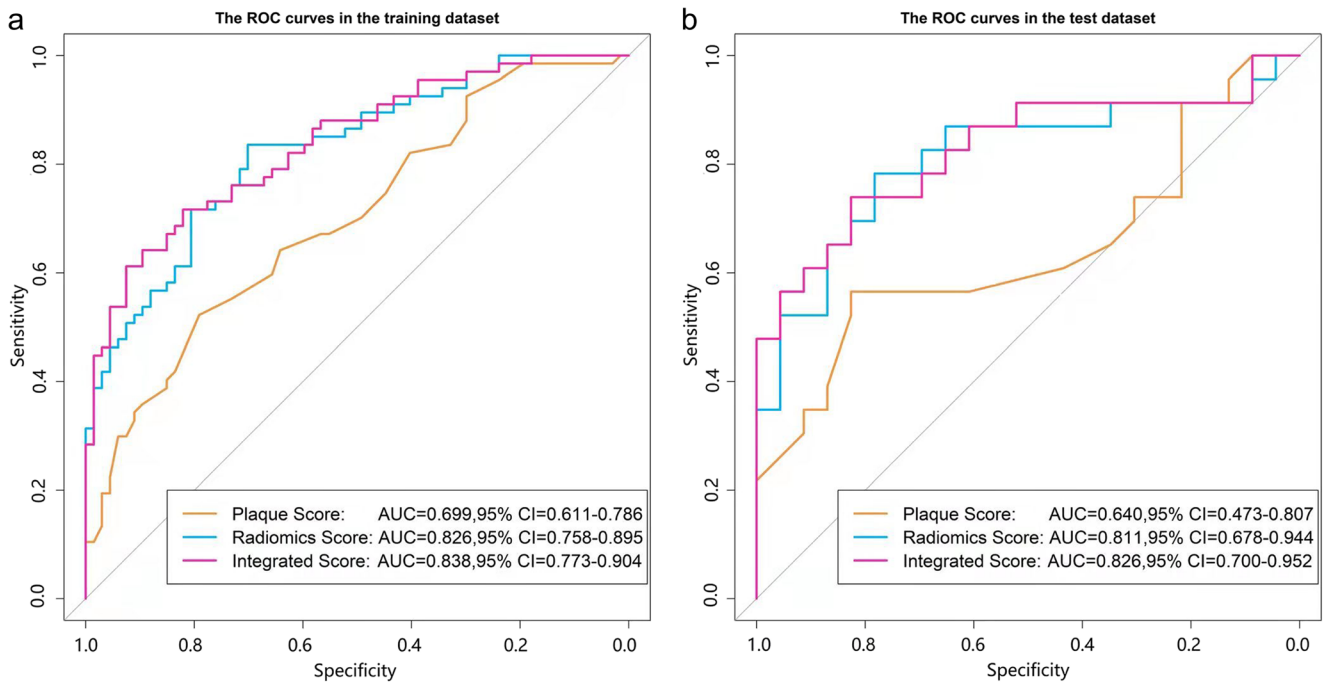 a
The ROC curves in the training dataset
Sensitivity
1.0
0.8
0.6
0.4
0.2
0.0
Plaque Score: AUC=0.699,95% CI=0.611-0.786
Radiomics Score: AUC=0.826,95% CI=0.758-0.895
Integrated Score: AUC=0.838,95% CI=0.773-0.904
1.0 0.8 0.6 0.4 0.2 0.0
Specificity
b
The ROC curves in the test dataset
Sensitivity
1.0
0.8
0.6
0.4
0.2
0.0
Plaque Score: AUC=0.640,95% CI=0.473-0.807
Radiomics Score: AUC=0.811,95% CI=0.678-0.944
Integrated Score: AUC=0.826,95% CI=0.700-0.952
1.0 0.8 0.6 0.4 0.2 0.0
Specificity